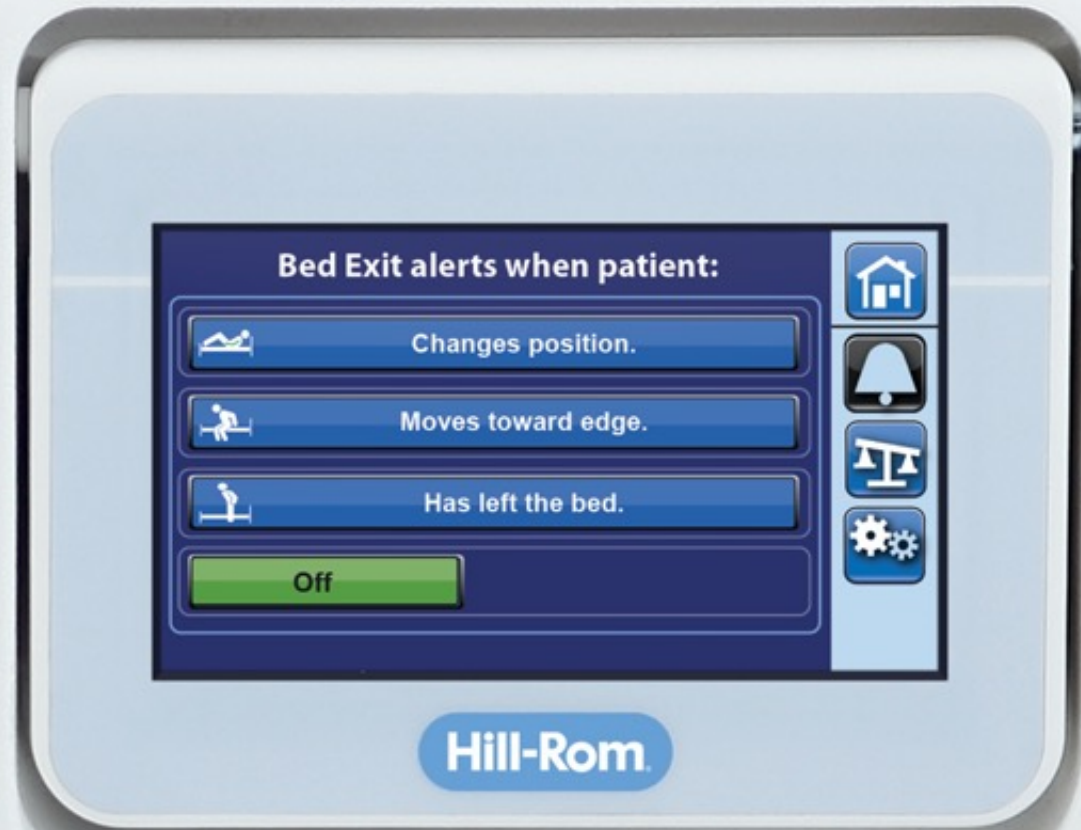 Bed Exit alerts when patient:
Changes position.
Moves toward edge.
Has left the bed.
Off
Hill-Rom